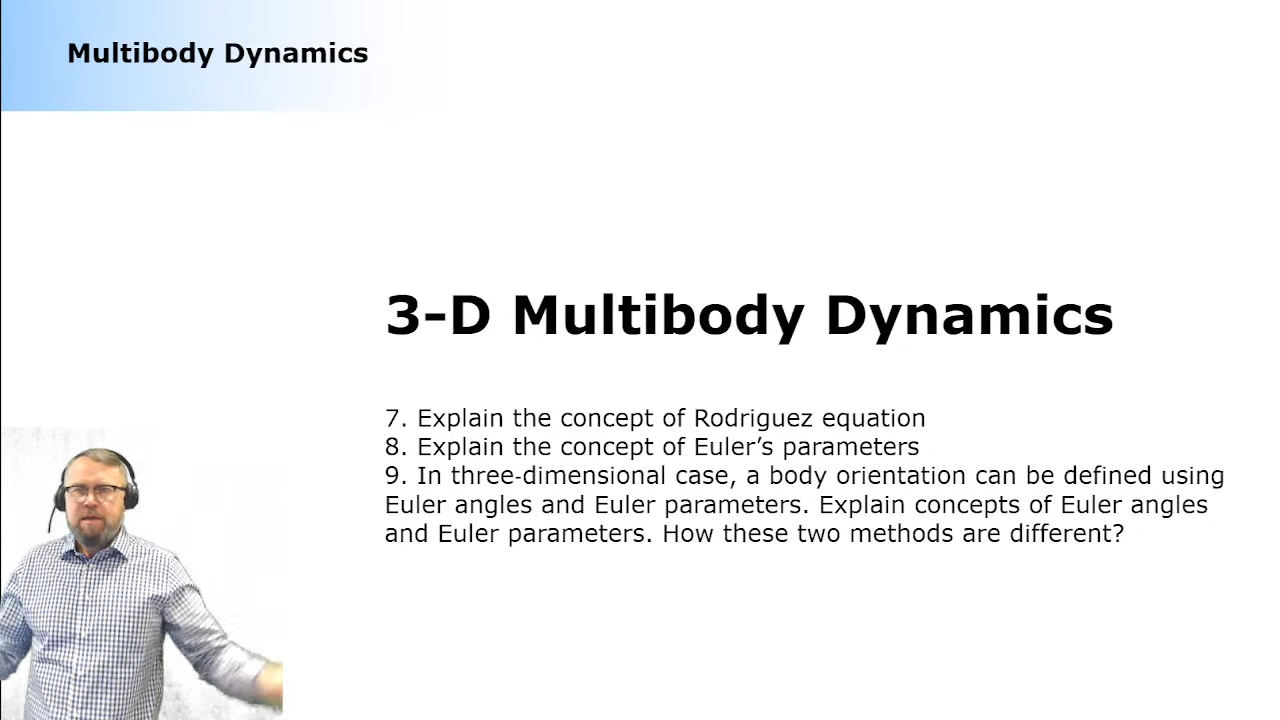 Multibody Dynamics
3-D Multibody Dynamics
7. Explain the concept of Rodriguez equation
8. Explain the concept of Euler’s parameters
9. In three-dimensional case, a body orientation can be defined using
Euler angles and Euler parameters. Explain concepts of Euler angles
and Euler parameters. How these two methods are different?